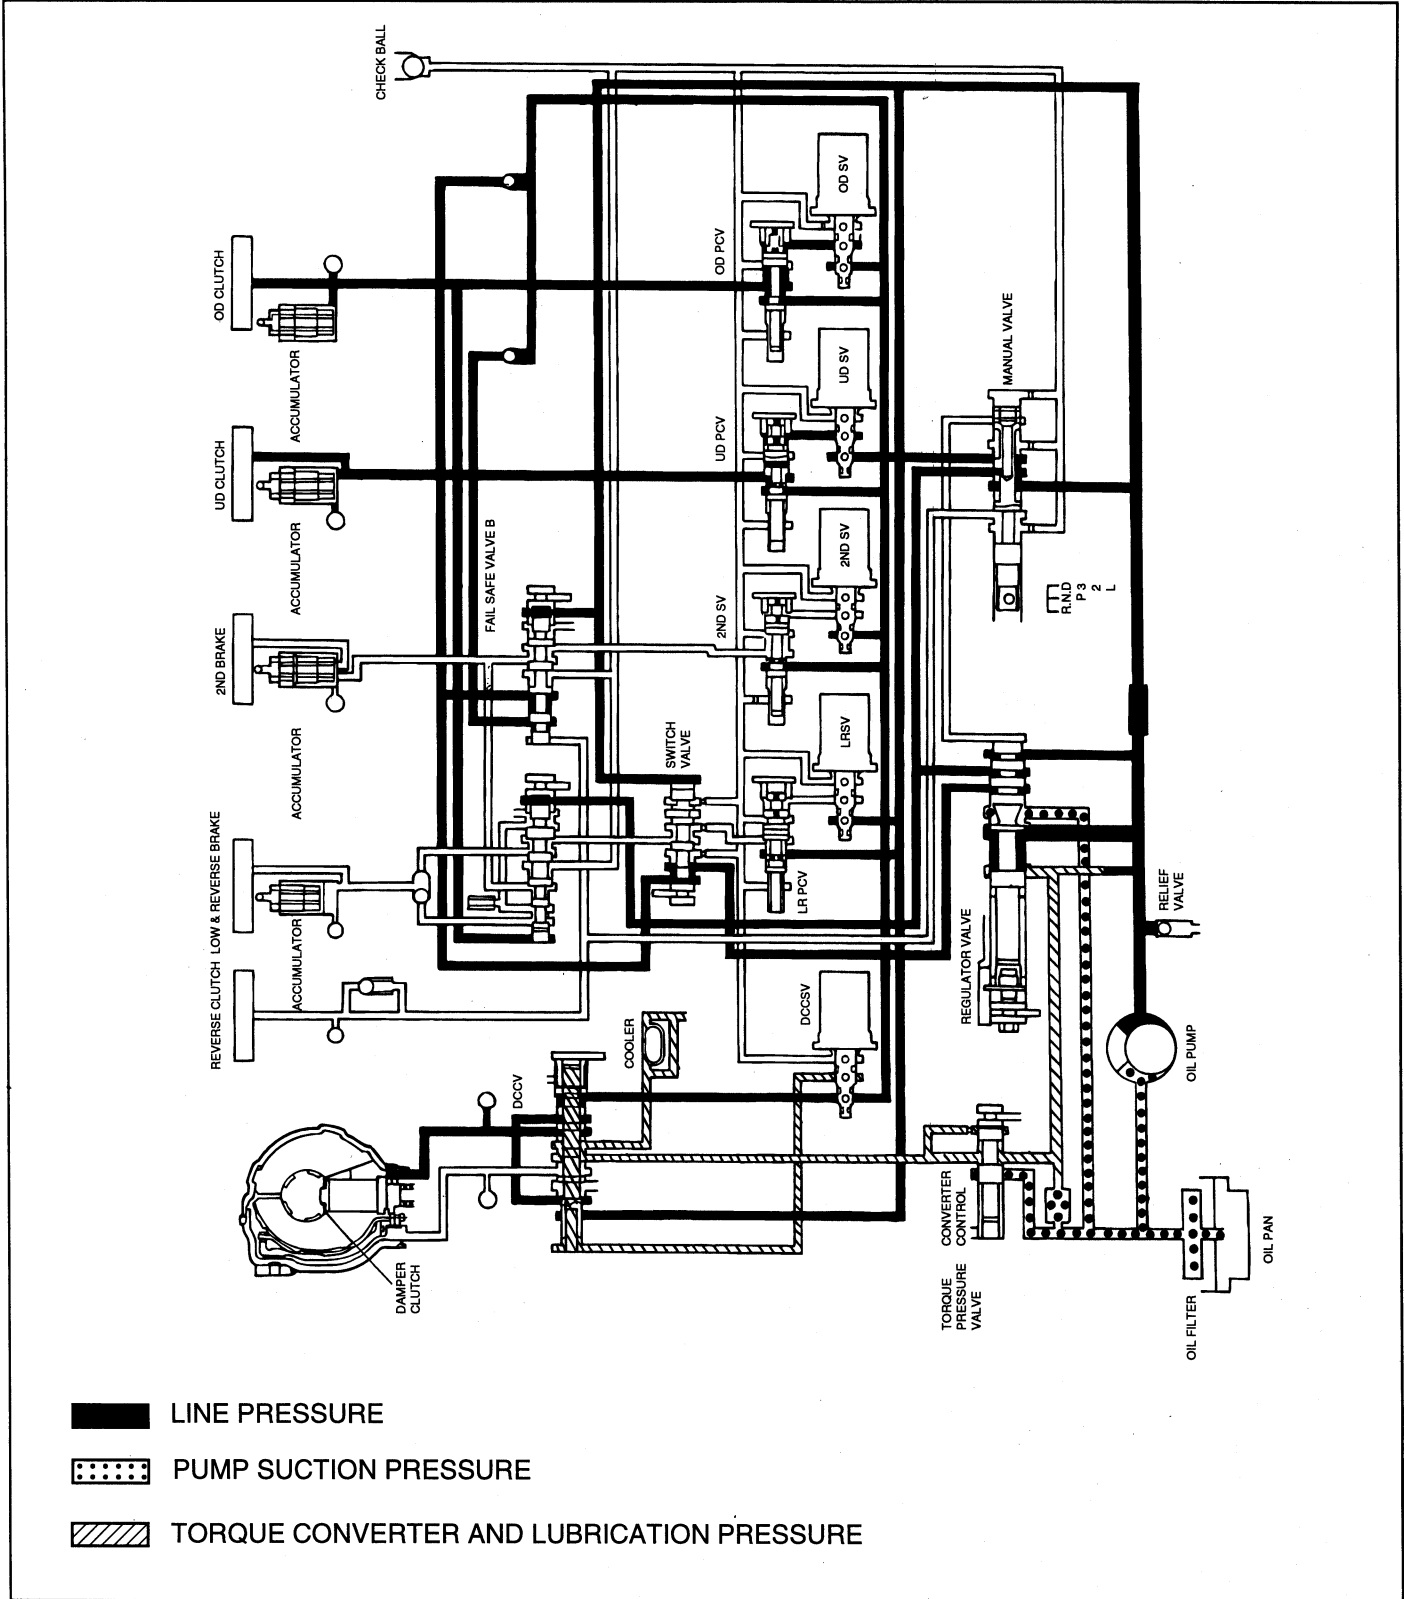 CHECK BALL
OD CLUTCH
ACCUMULATOR
UD CLUTCH
ACCUMULATOR
2ND BRAKE
ACCUMULATOR
LOW & REVERSE BRAKE
ACCUMULATOR
REVERSE CLUTCH
FAIL SAFE VALVE B
SWITCH
VALVE
OD PCV
OD SV
UD PCV
UD SV
2ND SV
2ND SV
LRSV
LR PCV
DCCSV
MANUAL VALVE
R.N.D
P 3
2
L
REGULATOR VALVE
RELIEF
VALVE
OIL PUMP
COOLER
DCCV
DAMPER
CLUTCH
TORQUE CONVERTER
PRESSURE CONTROL
VALVE
OIL FILTER
OIL PAN
LINE PRESSURE
PUMP SUCTION PRESSURE
TORQUE CONVERTER AND LUBRICATION PRESSURE